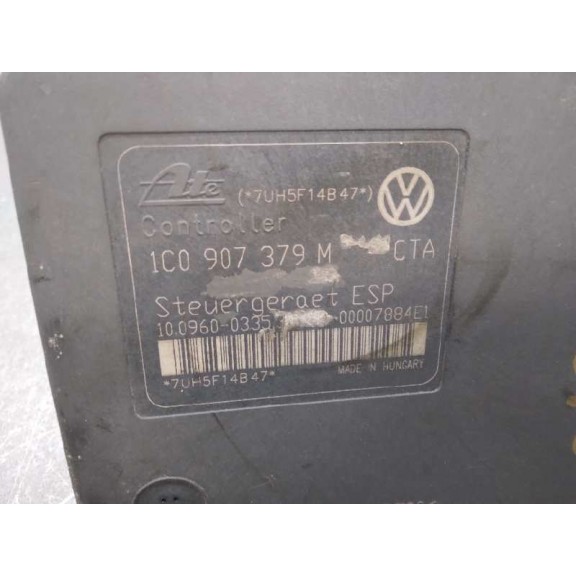 Ate (*7UH5F14B47*)
Controller
1C0 907 379 M CTA
Steuergeraet ESP
10.0960-0335 00007884E1
*7UH5F14B47* MADE IN HUNGARY